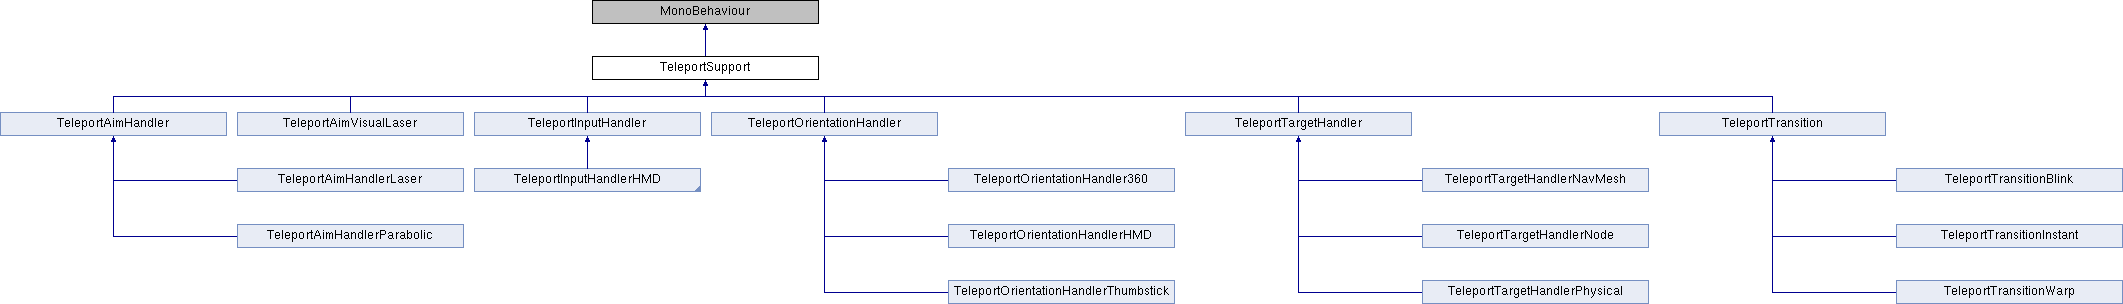 MonoBehaviour
TeleportSupport
TeleportAimHandler
TeleportAimVisualLaser
TeleportInputHandler
TeleportOrientationHandler
TeleportTargetHandler
TeleportTransition
TeleportAimHandlerLaser
TeleportInputHandlerHMD
TeleportOrientationHandler360
TeleportTargetHandlerNavMesh
TeleportTransitionBlink
TeleportAimHandlerParabolic
TeleportOrientationHandlerHMD
TeleportTargetHandlerNode
TeleportTransitionInstant
TeleportOrientationHandlerThumbstick
TeleportTargetHandlerPhysical
TeleportTransitionWarp